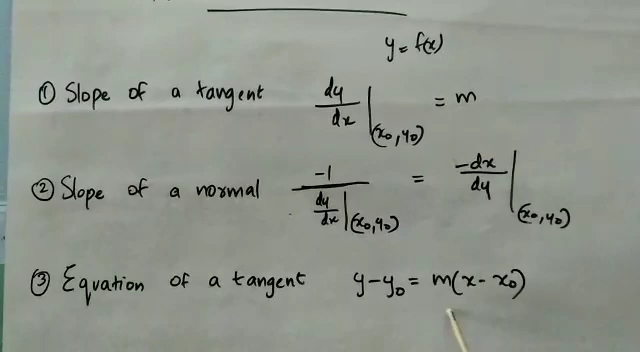 y = f(x)
① Slope of a tangent dy/dx |(x₀, y₀) = m
② Slope of a normal -1 / (dy/dx |(x₀, y₀)) = -dx/dy |(x₀, y₀)
③ Equation of a tangent y - y₀ = m(x - x₀)